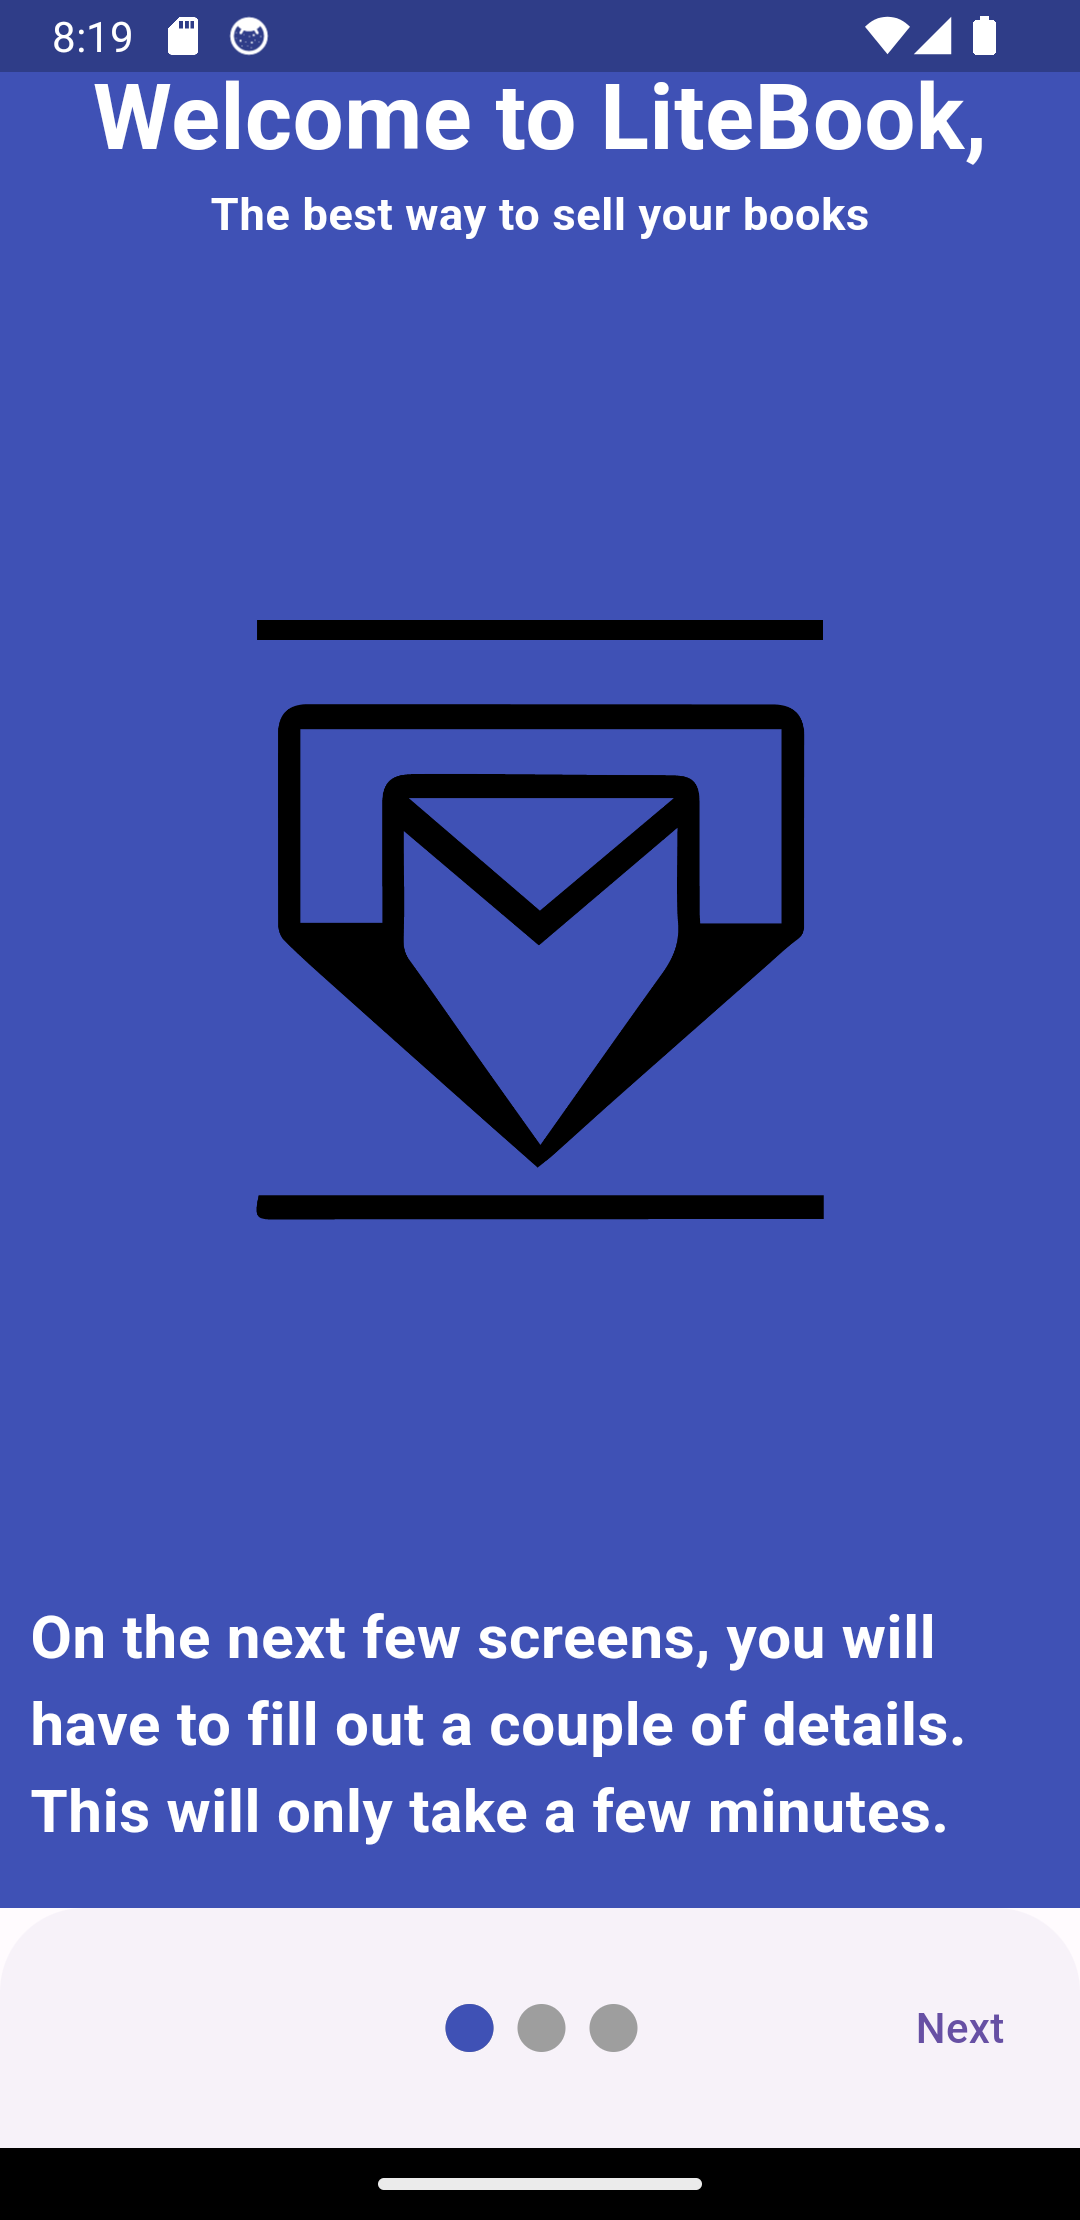 8:19
Welcome to LiteBook,
The best way to sell your books
On the next few screens, you will
have to fill out a couple of details.
This will only take a few minutes.
Next